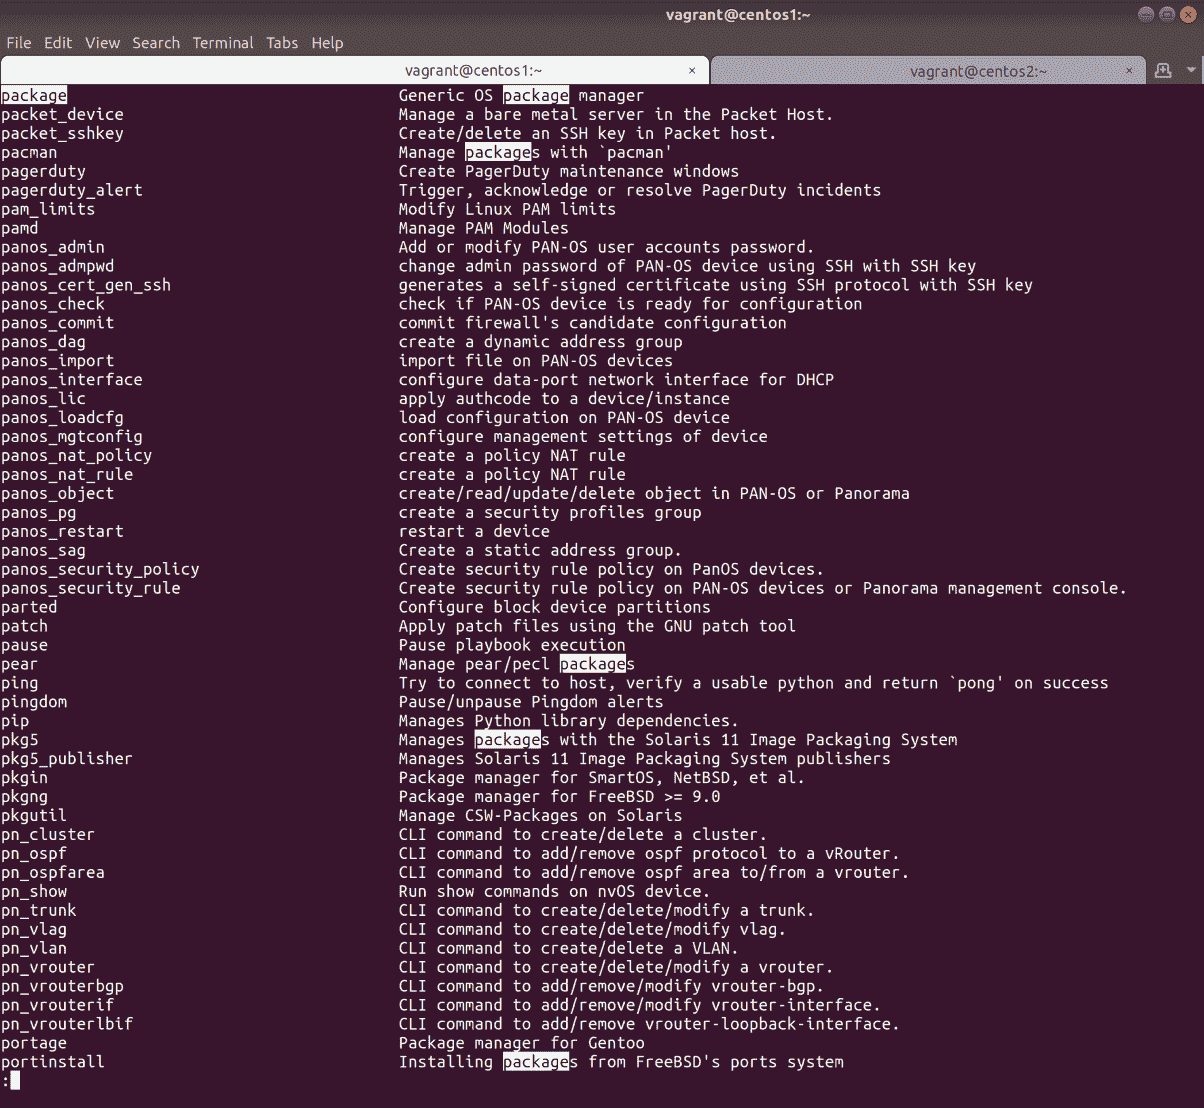 vagrant@centos1:~
File Edit View Search Terminal Tabs Help
vagrant@centos1:~ × vagrant@centos2:~ ×
package Generic OS package manager
packet_device Manage a bare metal server in the Packet Host.
packet_sshkey Create/delete an SSH key in Packet host.
pacman Manage packages with `pacman'
pagerduty Create PagerDuty maintenance windows
pagerduty_alert Trigger, acknowledge or resolve PagerDuty incidents
pam_limits Modify Linux PAM limits
pamd Manage PAM Modules
panos_admin Add or modify PAN-OS user accounts password.
panos_admpwd change admin password of PAN-OS device using SSH with SSH key
panos_cert_gen_ssh generates a self-signed certificate using SSH protocol with SSH key
panos_check check if PAN-OS device is ready for configuration
panos_commit commit firewall's candidate configuration
panos_dag create a dynamic address group
panos_import import file on PAN-OS devices
panos_interface configure data-port network interface for DHCP
panos_lic apply authcode to a device/instance
panos_loadcfg load configuration on PAN-OS device
panos_mgtconfig configure management settings of device
panos_nat_policy create a policy NAT rule
panos_nat_rule create a policy NAT rule
panos_object create/read/update/delete object in PAN-OS or Panorama
panos_pg create a security profiles group
panos_restart restart a device
panos_sag Create a static address group.
panos_security_policy Create security rule policy on PanOS devices.
panos_security_rule Create security rule policy on PAN-OS devices or Panorama management console.
parted Configure block device partitions
patch Apply patch files using the GNU patch tool
pause Pause playbook execution
pear Manage pear/pecl packages
ping Try to connect to host, verify a usable python and return `pong' on success
pingdom Pause/unpause Pingdom alerts
pip Manages Python library dependencies.
pkg5 Manages packages with the Solaris 11 Image Packaging System
pkg5_publisher Manages Solaris 11 Image Packaging System publishers
pkgin Package manager for SmartOS, NetBSD, et al.
pkgng Package manager for FreeBSD >= 9.0
pkgutil Manage CSW-Packages on Solaris
pn_cluster CLI command to create/delete a cluster.
pn_ospf CLI command to add/remove ospf protocol to a vRouter.
pn_ospfarea CLI command to add/remove ospf area to/from a vrouter.
pn_show Run show commands on nvOS device.
pn_trunk CLI command to create/delete/modify a trunk.
pn_vlag CLI command to create/delete/modify vlag.
pn_vlan CLI command to create/delete a VLAN.
pn_vrouter CLI command to create/delete/modify a vrouter.
pn_vrouterbgp CLI command to add/remove/modify vrouter-bgp.
pn_vrouterif CLI command to add/remove/modify vrouter-interface.
pn_vrouterlbif CLI command to add/remove vrouter-loopback-interface.
portage Package manager for Gentoo
portinstall Installing packages from FreeBSD's ports system
: